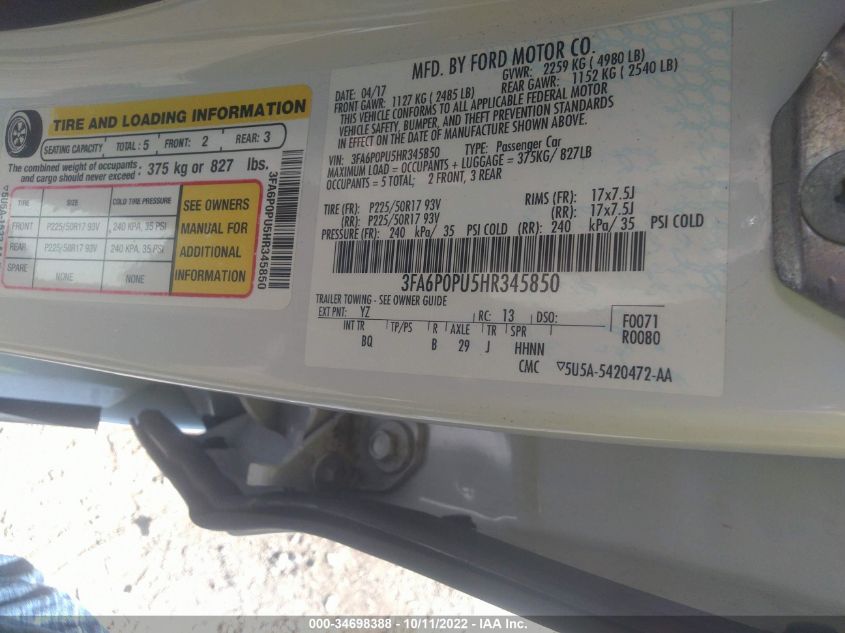 TIRE AND LOADING INFORMATION
SEATING CAPACITY TOTAL: 5 FRONT: 2 REAR: 3
The combined weight of occupants and cargo should never exceed: 375 kg or 827 lbs.
TIRE SIZE COLD TIRE PRESSURE
FRONT P225/50R17 93V 240 KPA, 35 PSI
REAR P225/50R17 93V 240 KPA, 35 PSI
SPARE NONE NONE
SEE OWNERS
MANUAL FOR
ADDITIONAL
INFORMATION
3FA6P0PU5HR345850
MFD. BY FORD MOTOR CO.
DATE: 04/17 GVWR: 2259 KG ( 4980 LB)
FRONT GAWR: 1127 KG ( 2485 LB) REAR GAWR: 1152 KG ( 2540 LB)
THIS VEHICLE CONFORMS TO ALL APPLICABLE FEDERAL MOTOR
VEHICLE SAFETY, BUMPER, AND THEFT PREVENTION STANDARDS
IN EFFECT ON THE DATE OF MANUFACTURE SHOWN ABOVE.
VIN: 3FA6P0PU5HR345850 TYPE: Passenger Car
MAXIMUM LOAD = OCCUPANTS + LUGGAGE = 375KG/ 827LB
OCCUPANTS = 5 TOTAL; 2 FRONT, 3 REAR
TIRE (FR): P225/50R17 93V RIMS (FR): 17x7.5J
(RR): P225/50R17 93V (RR): 17x7.5J
PRESSURE (FR): 240 kPa/ 35 PSI COLD (RR): 240 kPa/ 35 PSI COLD
3FA6P0PU5HR345850
TRAILER TOWING - SEE OWNER GUIDE
EXT PNT: YZ RC: 13 DSO: F0071
R0080
INT TR TP/PS R AXLE TR SPR
BQ B 29 J HHNN
CMC ▽5U5A-5420472-AA
000-34698388 - 10/11/2022 - IAA Inc.